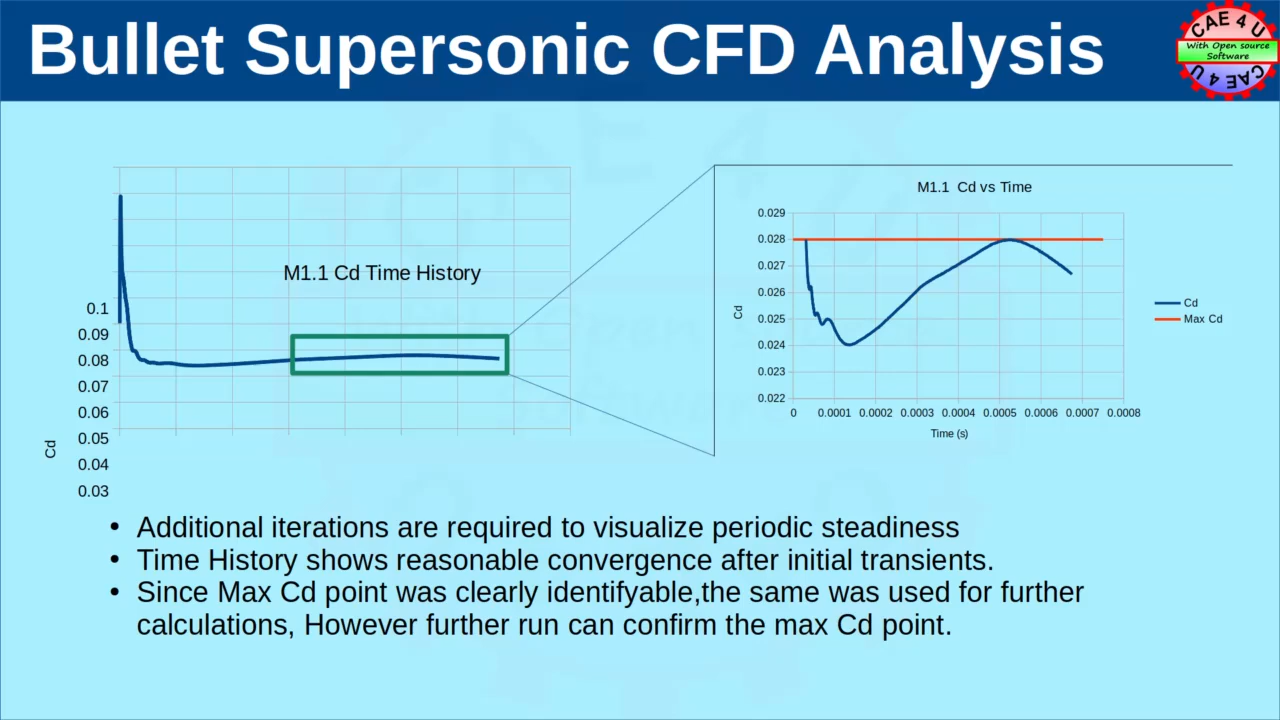 Bullet Supersonic CFD Analysis
CAE 4 U
With Open source
Software
CAE 4 U
M1.1 Cd Time History
0.1
0.09
0.08
0.07
0.06
0.05
0.04
0.03
Cd
M1.1 Cd vs Time
0.029
0.028
0.027
0.026
0.025
0.024
0.023
0.022
Cd
0 0.0001 0.0002 0.0003 0.0004 0.0005 0.0006 0.0007 0.0008
Time (s)
Cd
Max Cd
• Additional iterations are required to visualize periodic steadiness
• Time History shows reasonable convergence after initial transients.
• Since Max Cd point was clearly identifyable,the same was used for further
calculations, However further run can confirm the max Cd point.